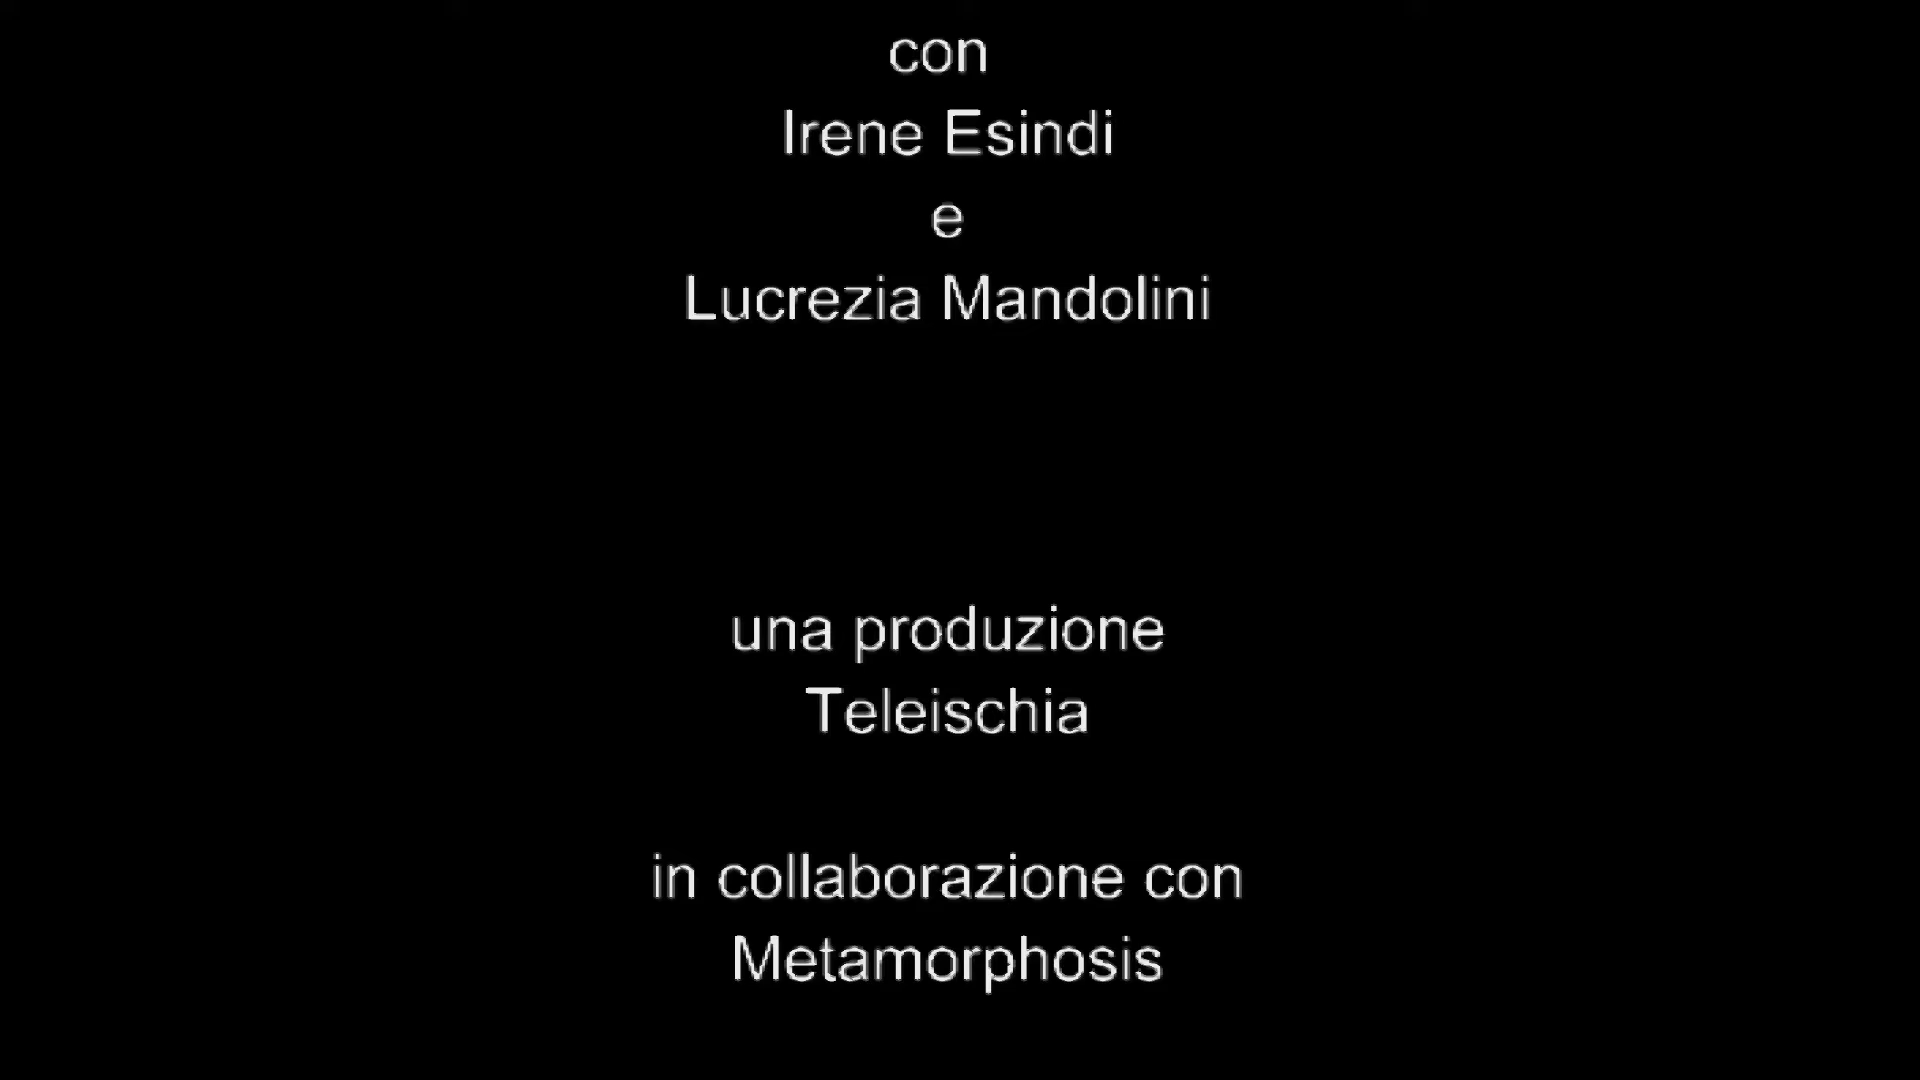 con
Irene Esindi
e
Lucrezia Mandolini
una produzione
Teleischia
in collaborazione con
Metamorphosis